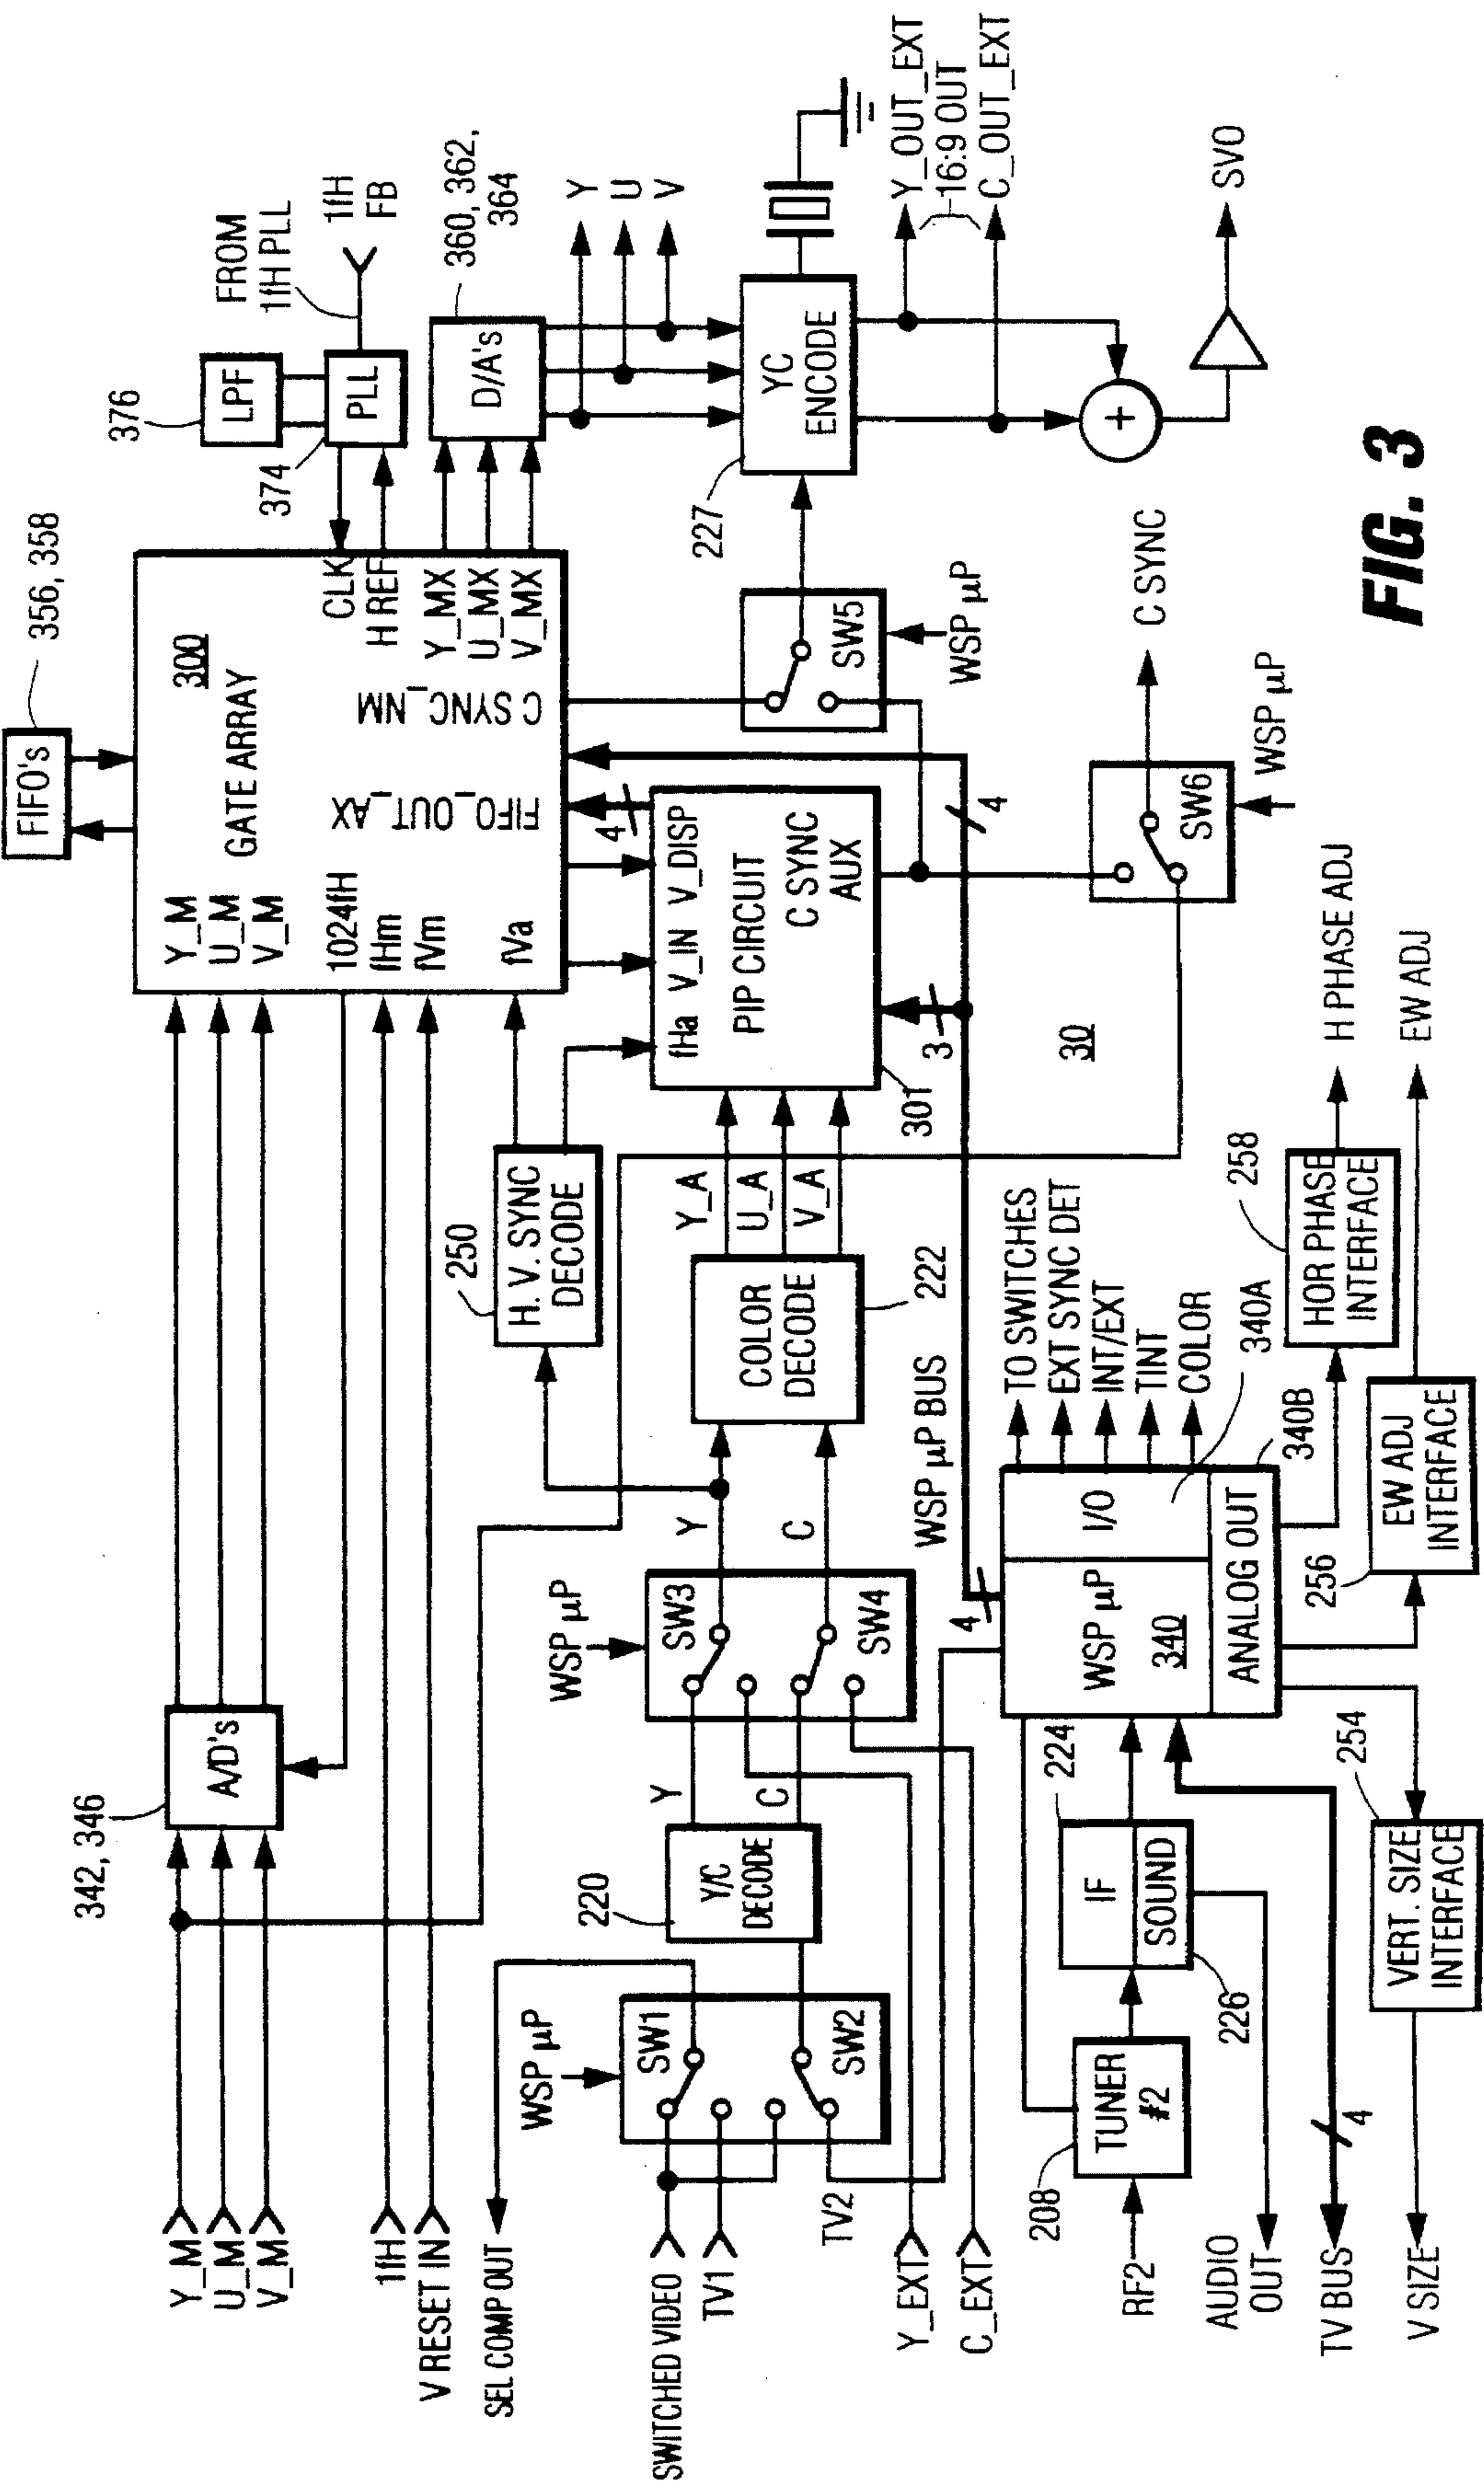 356, 358
FIFO's
376
LPF
FROM
1fH PLL
374
PLL
1fH
FB
342, 346
A/D's
Y_M
U_M
V_M
1fH
V RESET IN
SEL COMP OUT
Y_M
U_M
V_M
1024fH
fHm
fVm
fVa
GATE ARRAY
300
FIFO_OUT_AX
C SYNC_NM
CLK
H REF
Y_MX
U_MX
V_MX
D/A's
360, 362,
364
Y
U
V
250
H. V. SYNC
DECODE
WSP µP
SW1
SW2
220
Y/C
DECODE
Y
C
WSP µP
SW3
SW4
Y
C
COLOR
DECODE
222
Y_A
U_A
V_A
fHa
V_IN
V_DISP
PIP CIRCUIT
C SYNC
AUX
301
4
3
4
SW5
WSP µP
227
YC
ENCODE
Y_OUT_EXT
16:9 OUT
C_OUT_EXT
+
SVO
SWITCHED VIDEO
TV1
TV2
Y_EXT
C_EXT
WSP µP BUS
4
30
SW6
C SYNC
WSP µP
RF2
208
TUNER
#2
224
IF
SOUND
226
WSP µP
340
I/O
ANALOG OUT
340A
340B
TO SWITCHES
EXT SYNC DET
INT/EXT
TINT
COLOR
258
HOR PHASE
INTERFACE
H PHASE ADJ
256
EW ADJ
INTERFACE
EW ADJ
AUDIO
OUT
TV BUS
4
V SIZE
254
VERT. SIZE
INTERFACE
FIG. 3